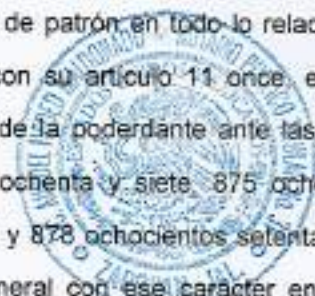 de patrón en todo lo relac
con su artículo 11 once, e
de la poderdante ante las
ochenta y siete, 875 och
y 878 ochocientos setenta
neral con ese carácter en